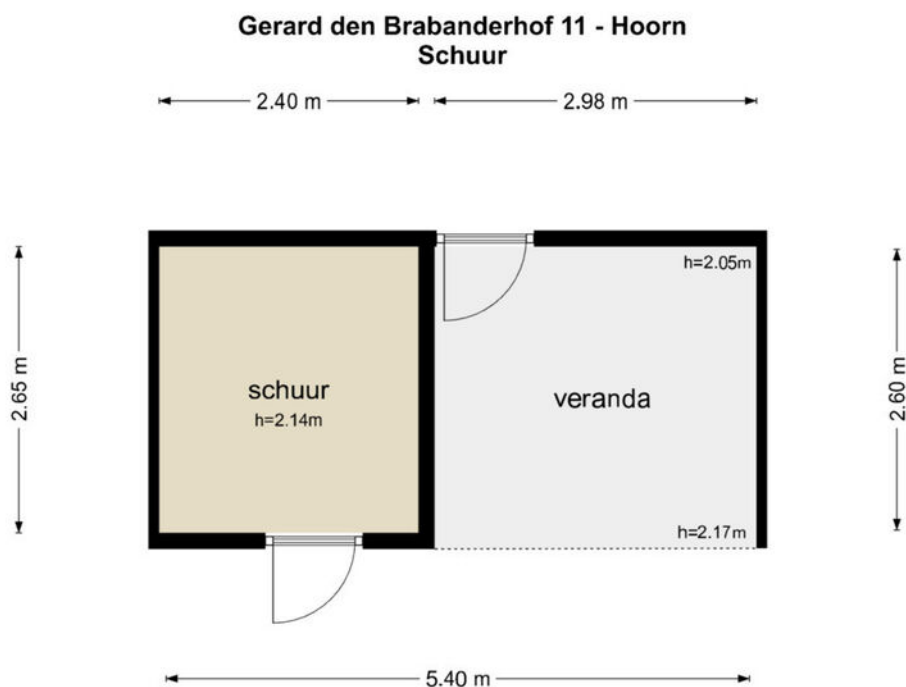 Gerard den Brabanderhof 11 - Hoorn
Schuur
2.40 m
2.98 m
h=2.05m
2.65 m
schuur
h=2.14m
veranda
2.60 m
h=2.17m
5.40 m